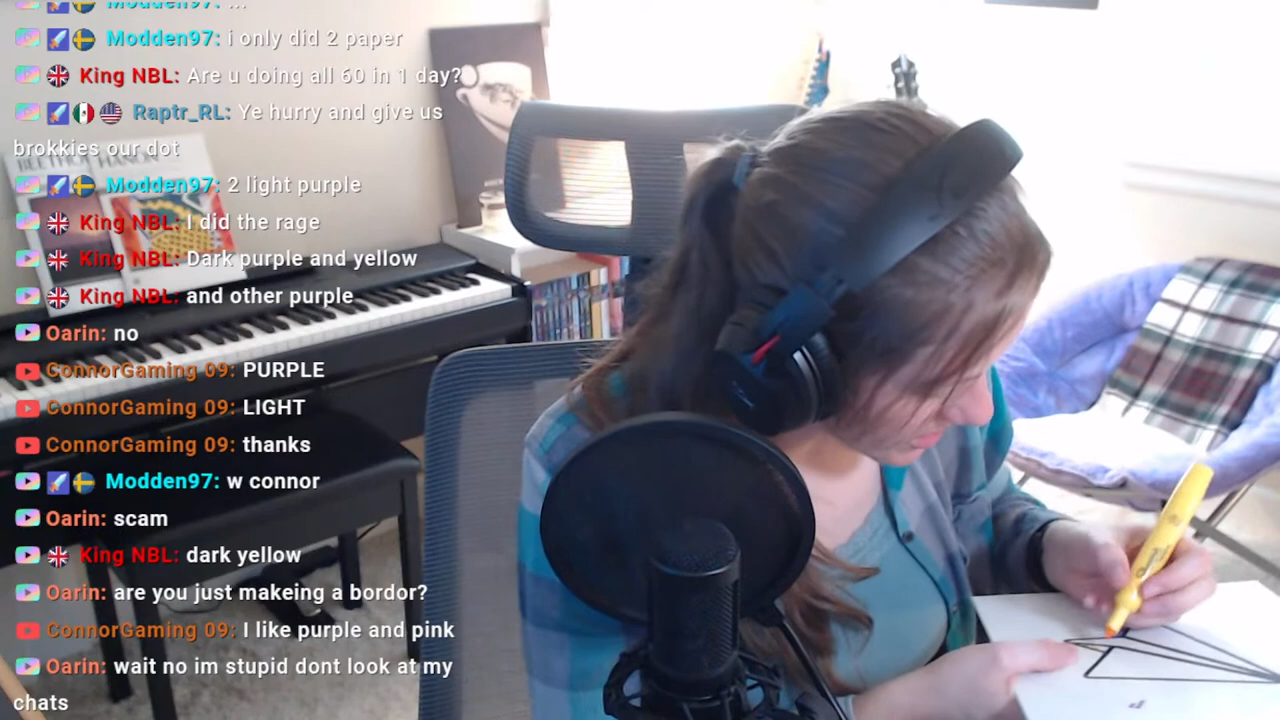 Modden97: ...
Modden97: i only did 2 paper
King NBL: Are u doing all 60 in 1 day?
Raptr_RL: Ye hurry and give us
brokkies our dot
Modden97: 2 light purple
King NBL: I did the rage
King NBL: Dark purple and yellow
King NBL: and other purple
Oarin: no
ConnorGaming 09: PURPLE
ConnorGaming 09: LIGHT
ConnorGaming 09: thanks
Modden97: w connor
Oarin: scam
King NBL: dark yellow
Oarin: are you just makeing a bordor?
ConnorGaming 09: I like purple and pink
Oarin: wait no im stupid dont look at my
chats